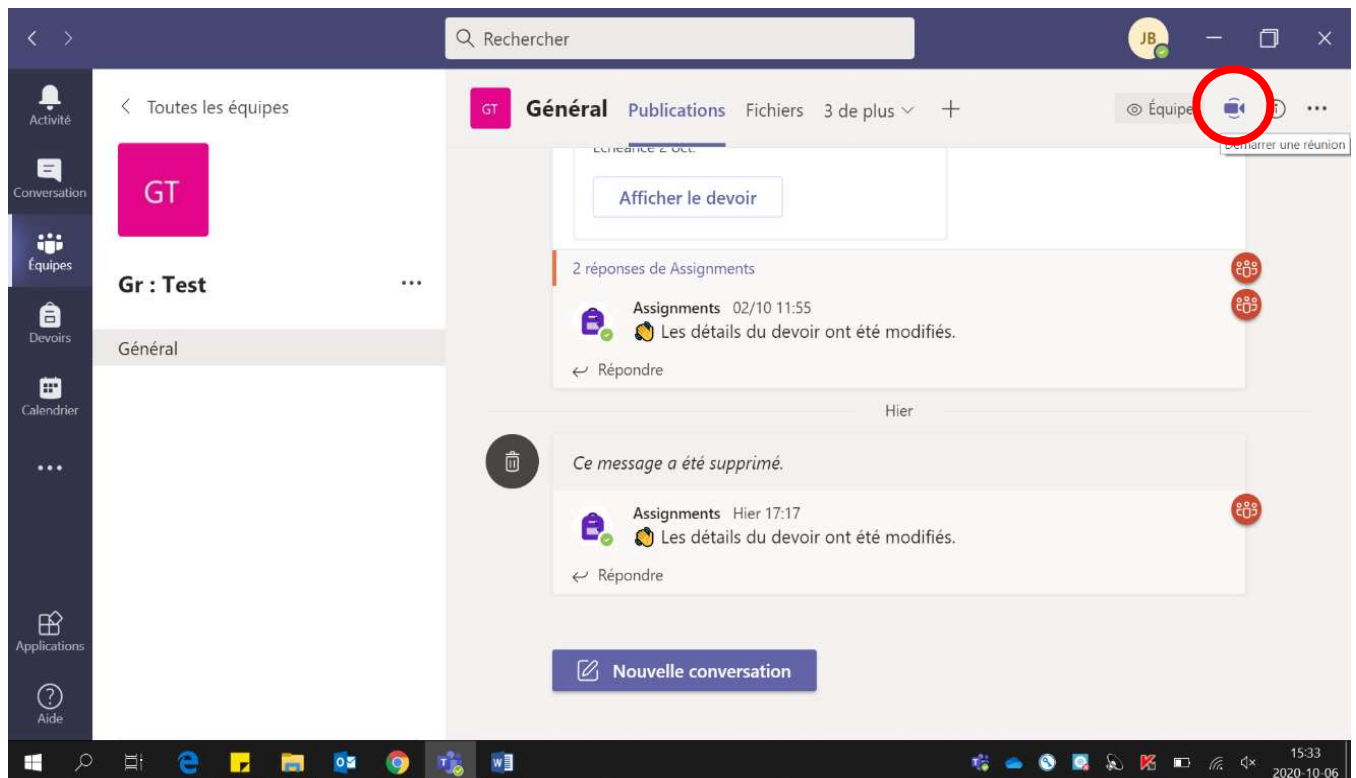 Rechercher
JB
Activité
Conversation
Équipes
Devoirs
Calendrier
Applications
Aide
Toutes les équipes
GT
Gr : Test
Général
GT
Général Publications Fichiers 3 de plus
Équipe
Démarrer une réunion
Échéance 2 oct.
Afficher le devoir
2 réponses de Assignments
Assignments 02/10 11:55
Les détails du devoir ont été modifiés.
Répondre
Hier
Ce message a été supprimé.
Assignments Hier 17:17
Les détails du devoir ont été modifiés.
Répondre
Nouvelle conversation
15:33
2020-10-06